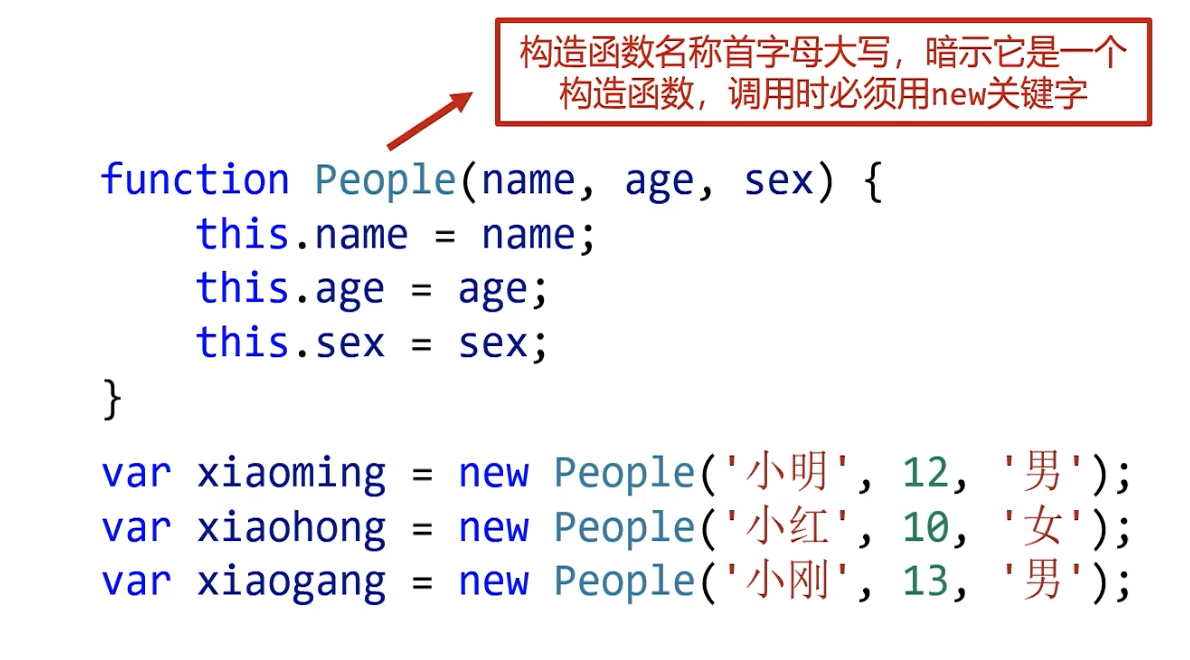 构造函数名称首字母大写，暗示它是一个
构造函数，调用时必须用new关键字
function People(name, age, sex) {
    this.name = name;
    this.age = age;
    this.sex = sex;
}
var xiaoming = new People('小明', 12, '男');
var xiaohong = new People('小红', 10, '女');
var xiaogang = new People('小刚', 13, '男');